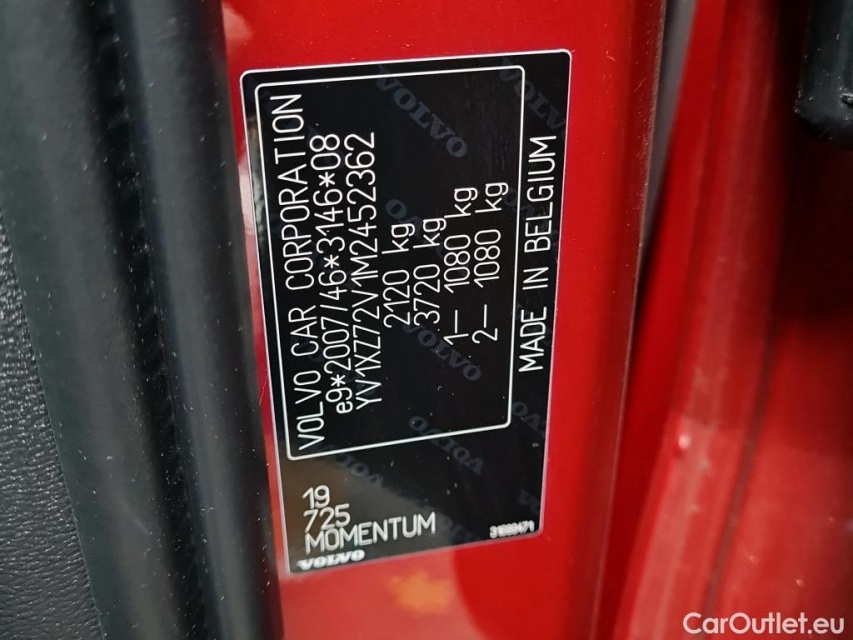 VOLVO CAR CORPORATION
e9*2007/46*3146*08
YV1XZ72V1M2452362
2120 kg
3720 kg
1— 1080 kg
2— 1080 kg
MADE IN BELGIUM
19
725
MOMENTUM
VOLVO
CarOutlet.eu